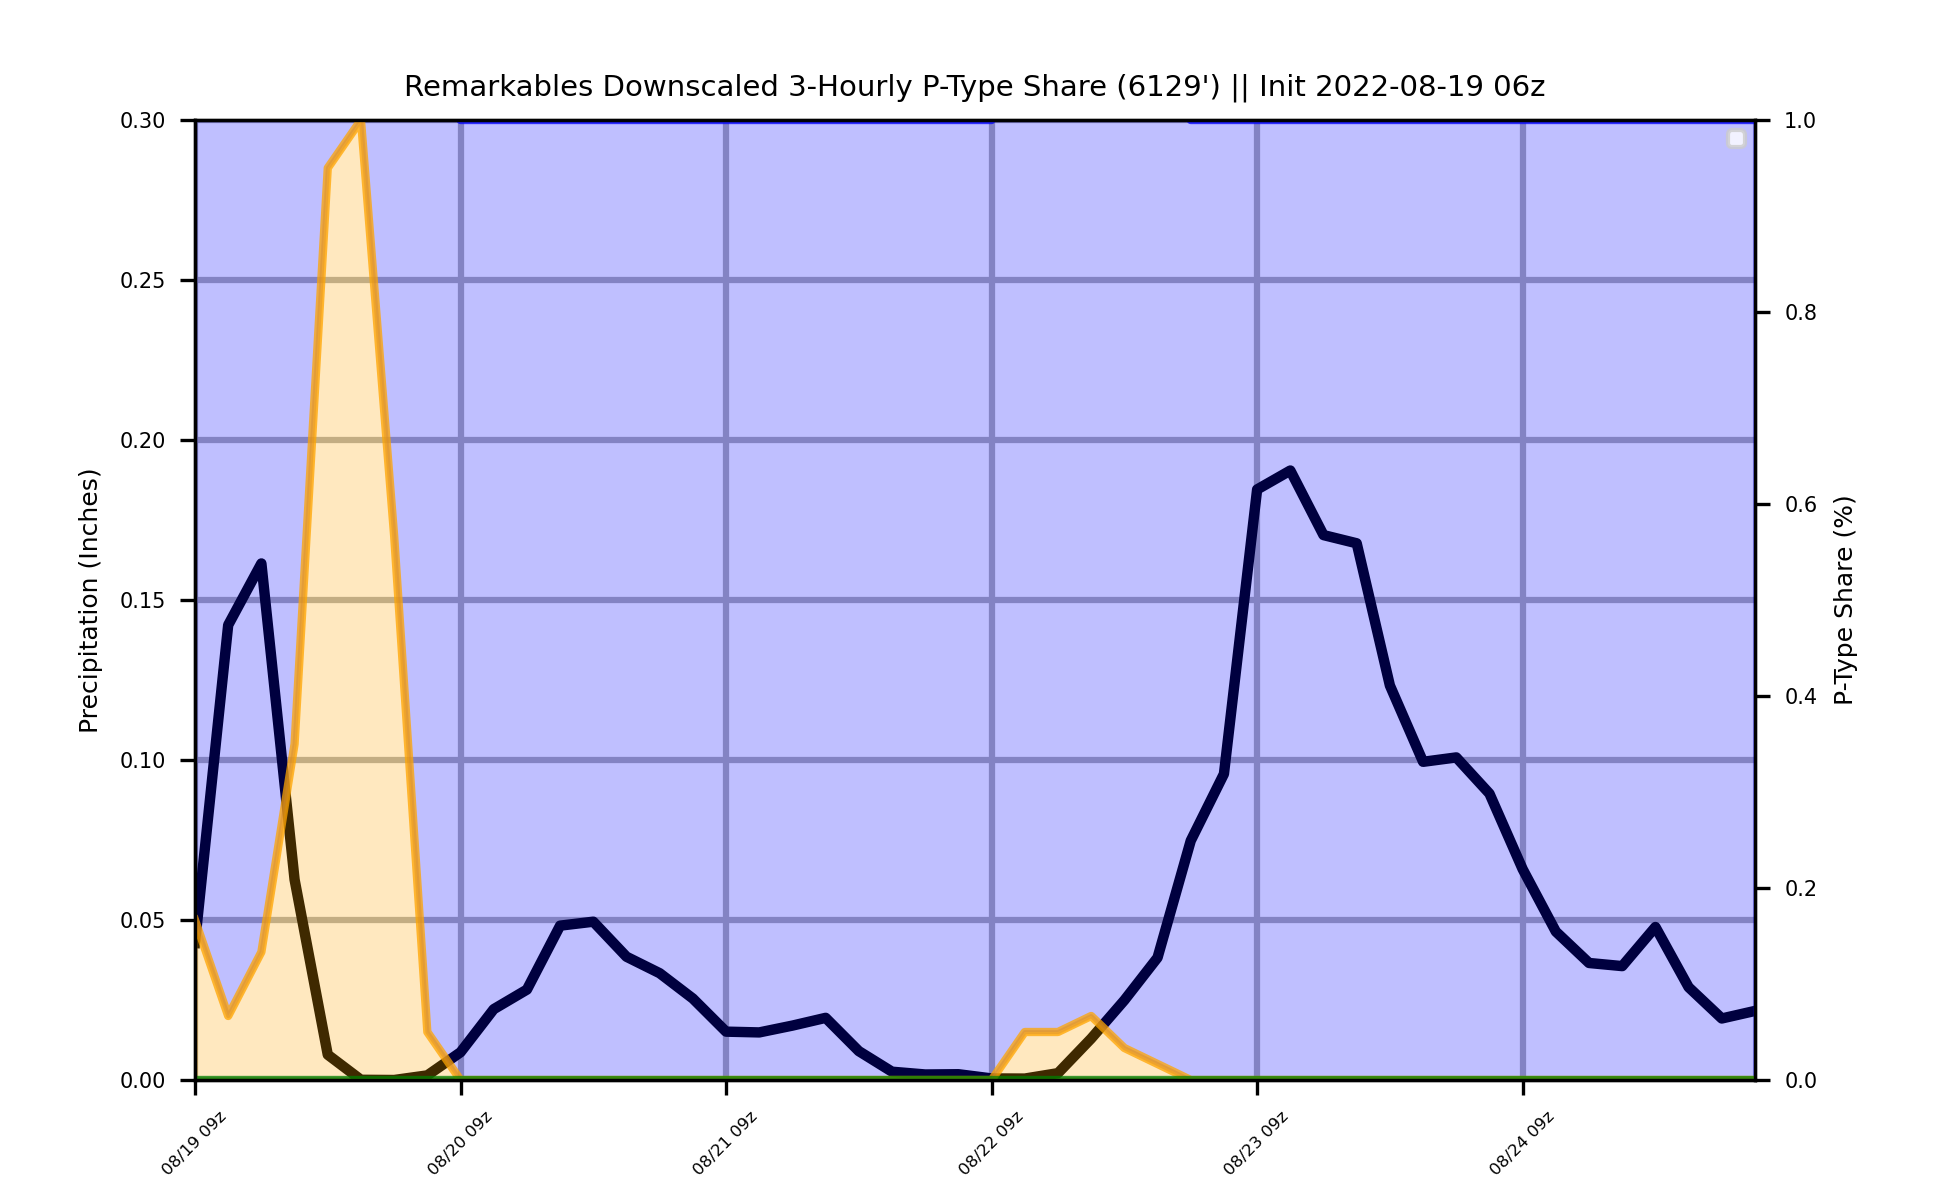 Remarkables Downscaled 3-Hourly P-Type Share (6129') || Init 2022-08-19 06z
0.30
0.25
0.20
0.15
0.10
0.05
0.00
Precipitation (Inches)
1.0
0.8
0.6
0.4
0.2
0.0
P-Type Share (%)
08/19 09z
08/20 09z
08/21 09z
08/22 09z
08/23 09z
08/24 09z